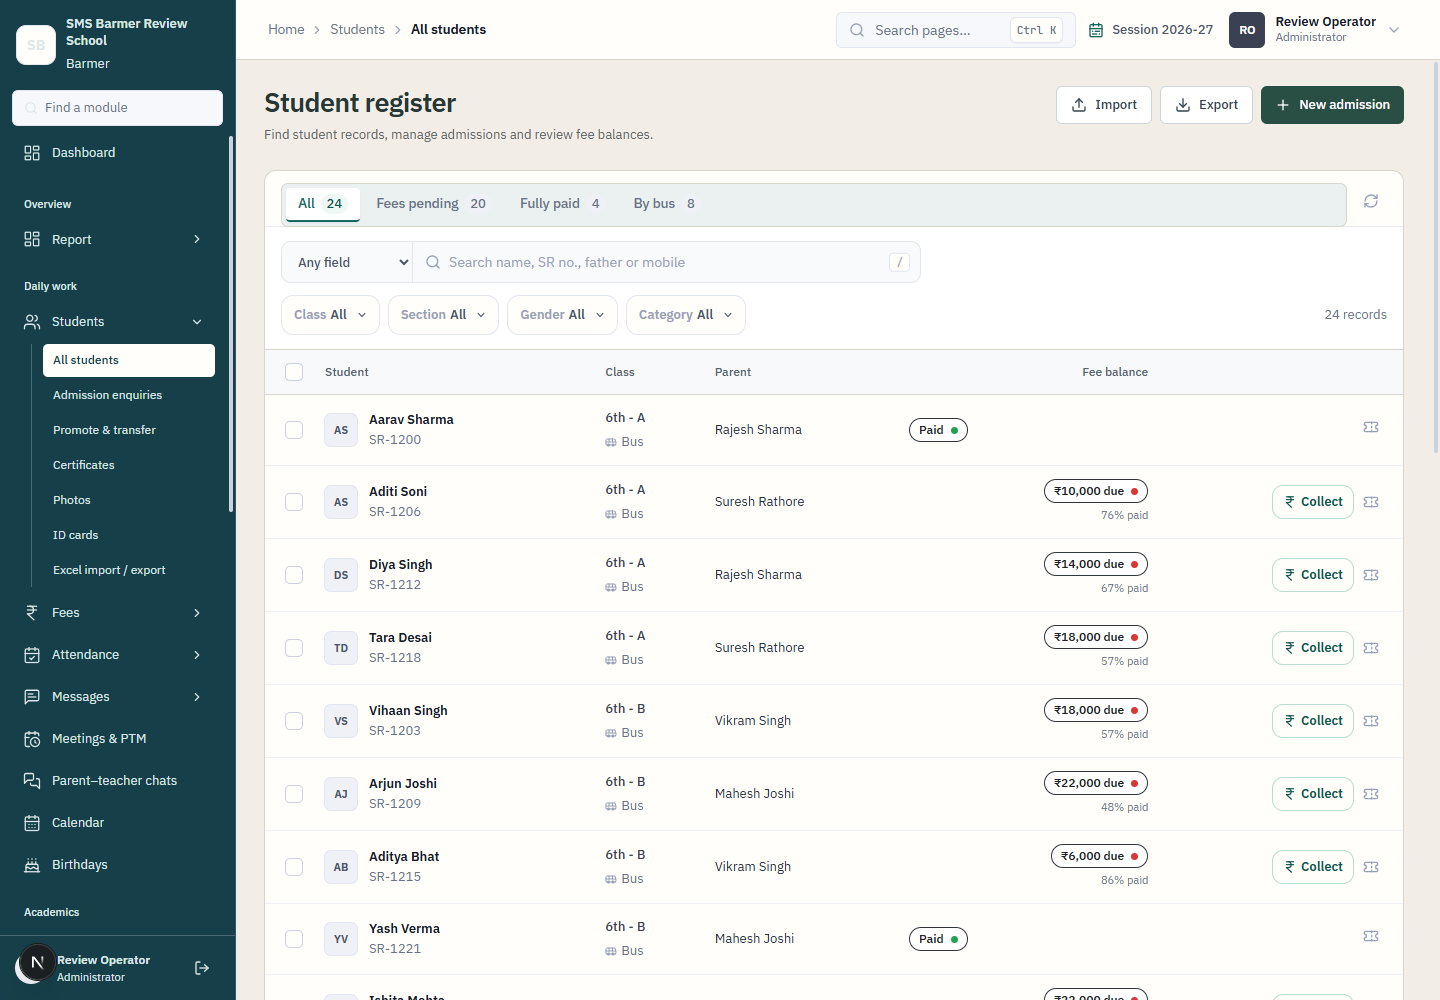 SMS Barmer Review
School
SB
Barmer
Find a module
Dashboard
Overview
Report
Daily work
Students
All students
Admission enquiries
Promote & transfer
Certificates
Photos
ID cards
Excel import / export
Fees
Attendance
Messages
Meetings & PTM
Parent–teacher chats
Calendar
Birthdays
Academics
N
Review Operator
Administrator
Home > Students > All students
Search pages... Ctrl K
Session 2026-27
RO
Review Operator
Administrator
Student register
Find student records, manage admissions and review fee balances.
Import
Export
New admission
All 24
Fees pending 20
Fully paid 4
By bus 8
Any field
Search name, SR no., father or mobile /
Class All
Section All
Gender All
Category All
24 records
Student Class Parent Fee balance
AS Aarav Sharma 6th - A Rajesh Sharma Paid
SR-1200 Bus
AS Aditi Soni 6th - A Suresh Rathore ₹10,000 due ₹ Collect
SR-1206 Bus 76% paid
DS Diya Singh 6th - A Rajesh Sharma ₹14,000 due ₹ Collect
SR-1212 Bus 67% paid
TD Tara Desai 6th - A Suresh Rathore ₹18,000 due ₹ Collect
SR-1218 Bus 57% paid
VS Vihaan Singh 6th - B Vikram Singh ₹18,000 due ₹ Collect
SR-1203 Bus 57% paid
AJ Arjun Joshi 6th - B Mahesh Joshi ₹22,000 due ₹ Collect
SR-1209 Bus 48% paid
AB Aditya Bhat 6th - B Vikram Singh ₹6,000 due ₹ Collect
SR-1215 Bus 86% paid
YV Yash Verma 6th - B Mahesh Joshi Paid
SR-1221 Bus